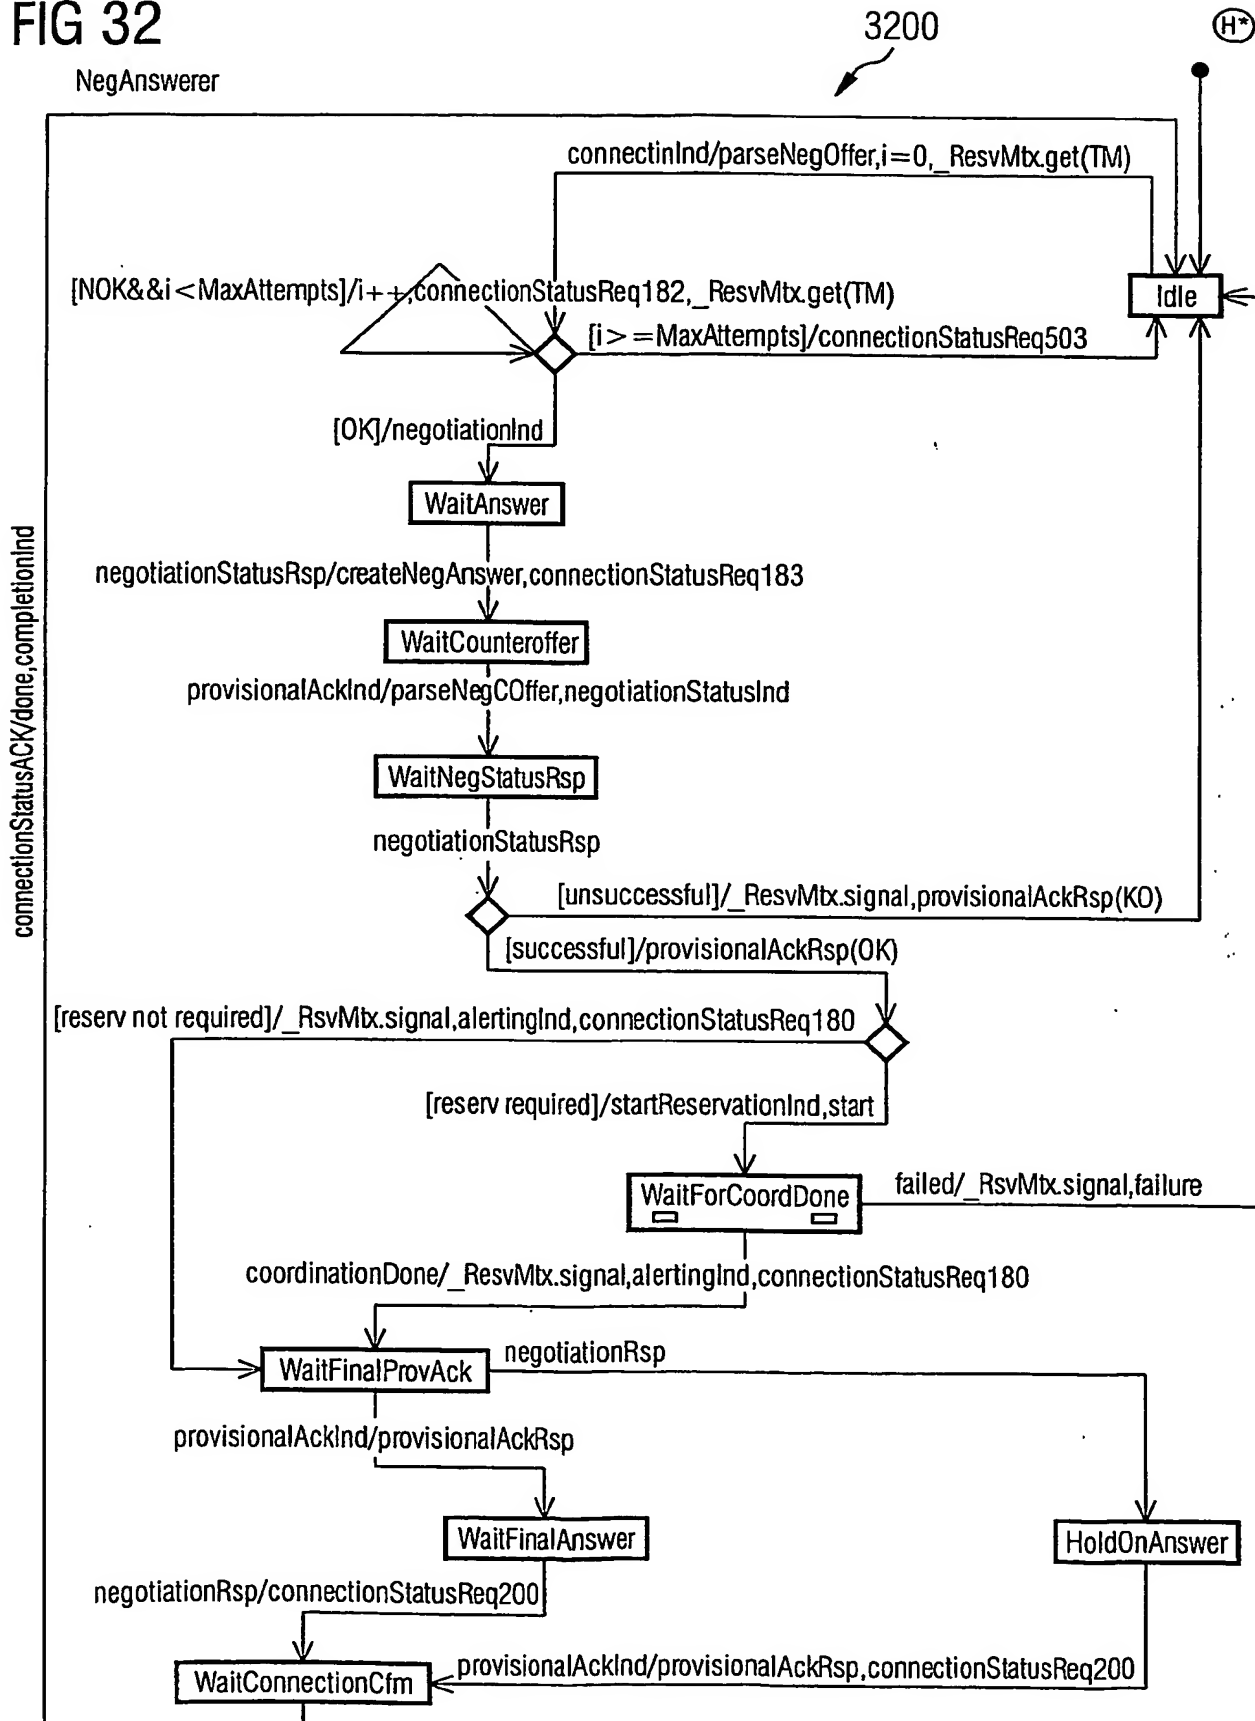 FIG 32
3200
H*
NegAnswerer
connectinInd/parseNegOffer,i=0,_ResvMtx.get(TM)
[NOK&&i<MaxAttempts]/i++,connectionStatusReq182,_ResvMtx.get(TM)
Idle
[i>=MaxAttempts]/connectionStatusReq503
[OK]/negotiationInd
WaitAnswer
connectionStatusACK/done,completionInd
negotiationStatusRsp/createNegAnswer,connectionStatusReq183
WaitCounteroffer
provisionalAckInd/parseNegCOffer,negotiationStatusInd
WaitNegStatusRsp
negotiationStatusRsp
[unsuccessful]/_ResvMtx.signal,provisionalAckRsp(KO)
[successful]/provisionalAckRsp(OK)
[reserv not required]/_RsvMtx.signal,alertingInd,connectionStatusReq180
[reserv required]/startReservationInd,start
WaitForCoordDone
failed/_RsvMtx.signal,failure
coordinationDone/_ResvMtx.signal,alertingInd,connectionStatusReq180
WaitFinalProvAck
negotiationRsp
provisionalAckInd/provisionalAckRsp
WaitFinalAnswer
HoldOnAnswer
negotiationRsp/connectionStatusReq200
WaitConnectionCfm
provisionalAckInd/provisionalAckRsp,connectionStatusReq200